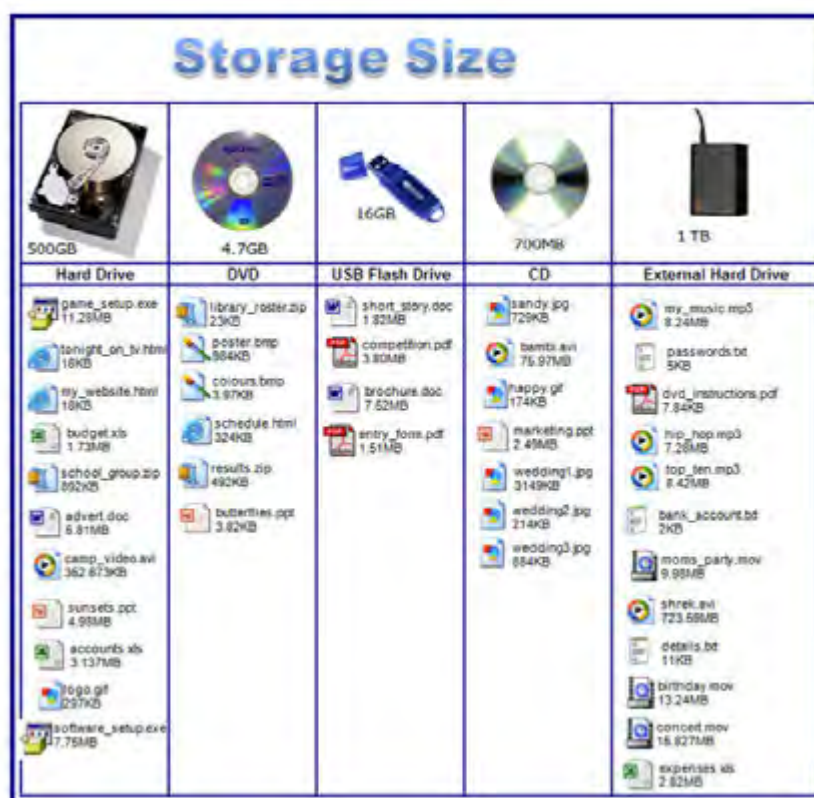 Storage Size
500GB
4.7GB
16GB
700MB
1 TB
Hard Drive
DVD
USB Flash Drive
CD
External Hard Drive
game_setup.exe
11.28MB
tonight_on_tv.html
16KB
my_website.html
18KB
budget.xls
1.73MB
school_group.zip
892KB
advert.doc
5.81MB
camp_video.avi
362.673KB
sunsets.ppt
4.98MB
accounts.xls
3.137MB
logo.gif
297KB
software_setup.exe
7.75MB
library_roster.zip
23KB
poster.bmp
984KB
colours.bmp
3.97KB
schedule.html
324KB
results.zip
492KB
butterflies.ppt
3.82KB
short_story.doc
1.82MB
competition.pdf
3.80MB
brochure.doc
7.52MB
entry_form.pdf
1.51MB
sandy.jpg
729KB
bambi.avi
75.97MB
happy.gif
174KB
marketing.ppt
2.49MB
wedding1.jpg
3149KB
wedding2.jpg
214KB
wedding3.jpg
884KB
my_music.mp3
8.24MB
passwords.txt
5KB
dvd_instructions.pdf
7.84KB
hip_hop.mp3
7.26MB
top_ten.mp3
8.42MB
bank_account.txt
2KB
moms_party.mov
9.98MB
shrek.avi
723.58MB
details.txt
11KB
birthday.mov
13.24MB
concert.mov
16.827MB
expenses.xls
2.82MB